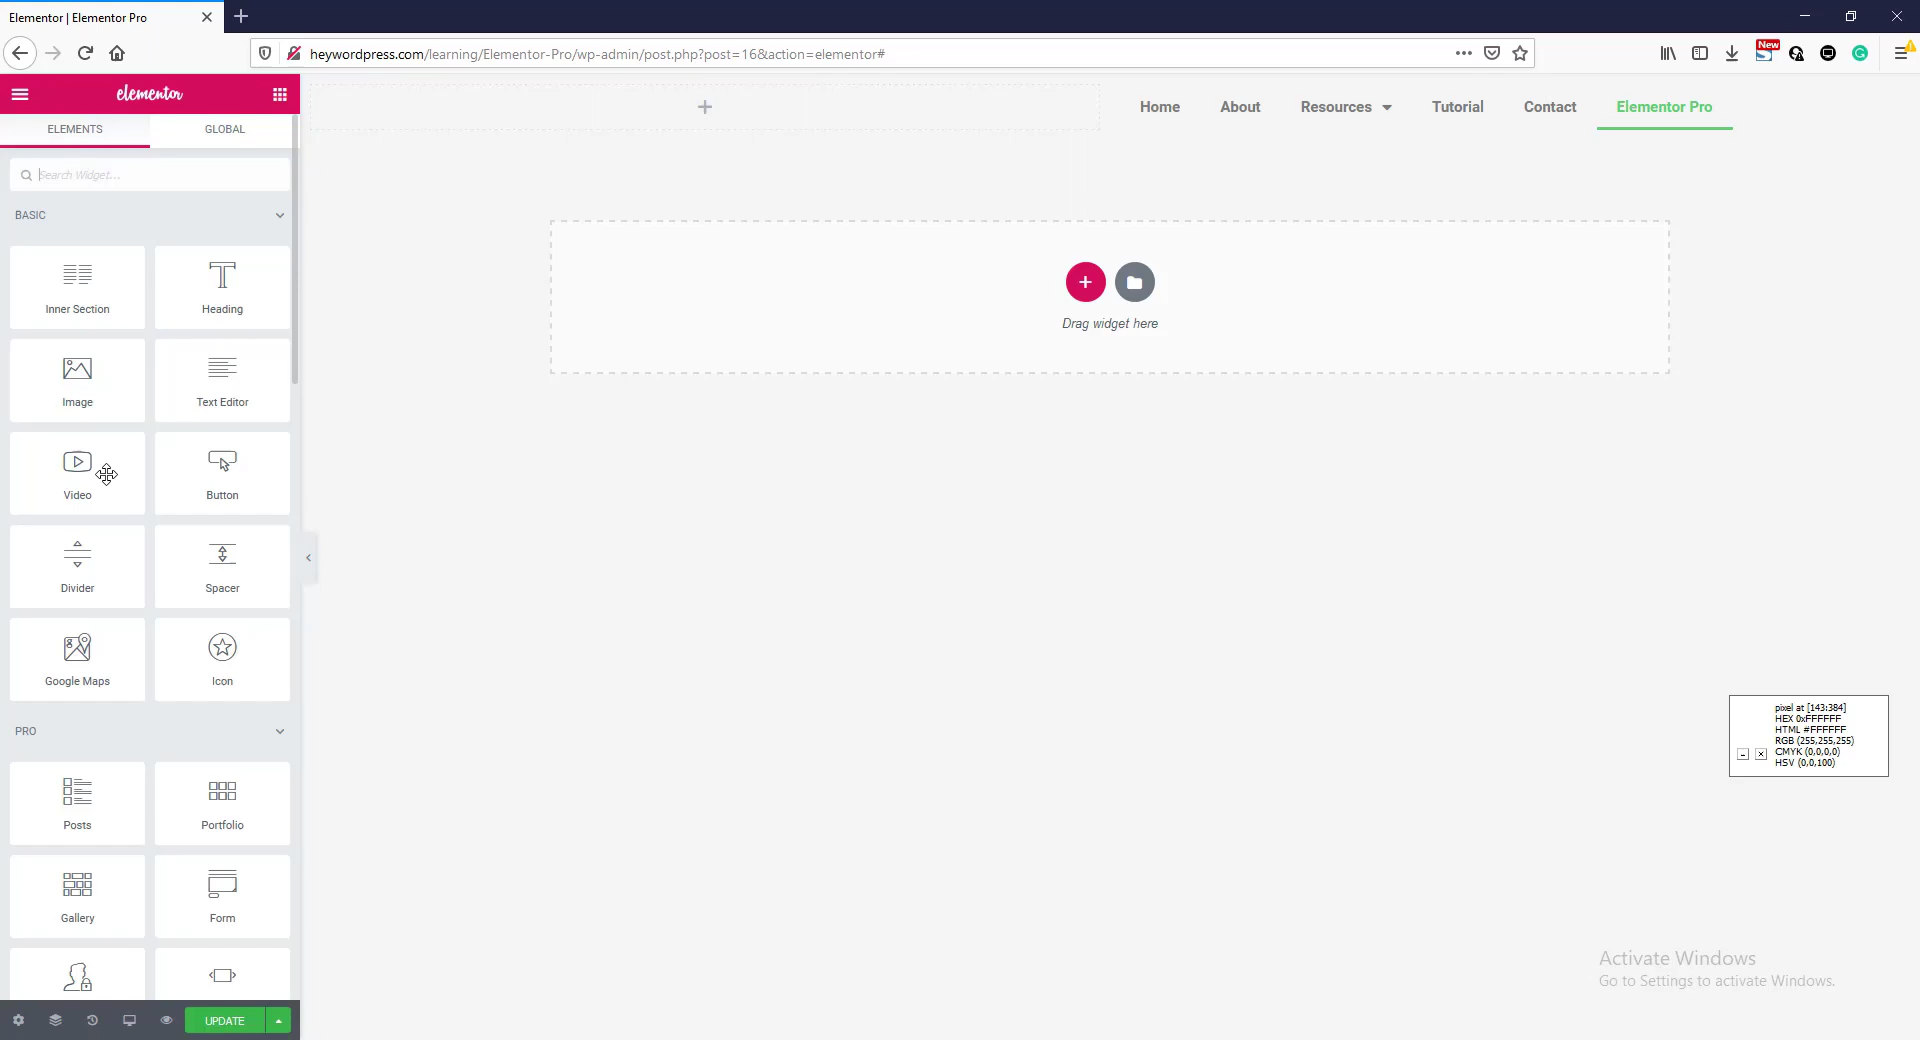 Elementor | Elementor Pro
heywordpress.com/learning/Elementor-Pro/wp-admin/post.php?post=16&action=elementor#
New
elementor
Home About Resources Tutorial Contact Elementor Pro
ELEMENTS GLOBAL
Search Widget...
BASIC
Inner Section Heading
Drag widget here
Image Text Editor
Video Button
Divider Spacer
Google Maps Icon
PRO
pixel at [143:384]
HEX 0xFFFFFF
HTML #FFFFFF
RGB (255,255,255)
CMYK (0,0,0,0)
HSV (0,0,100)
Posts Portfolio
Gallery Form
Activate Windows
Go to Settings to activate Windows.
UPDATE